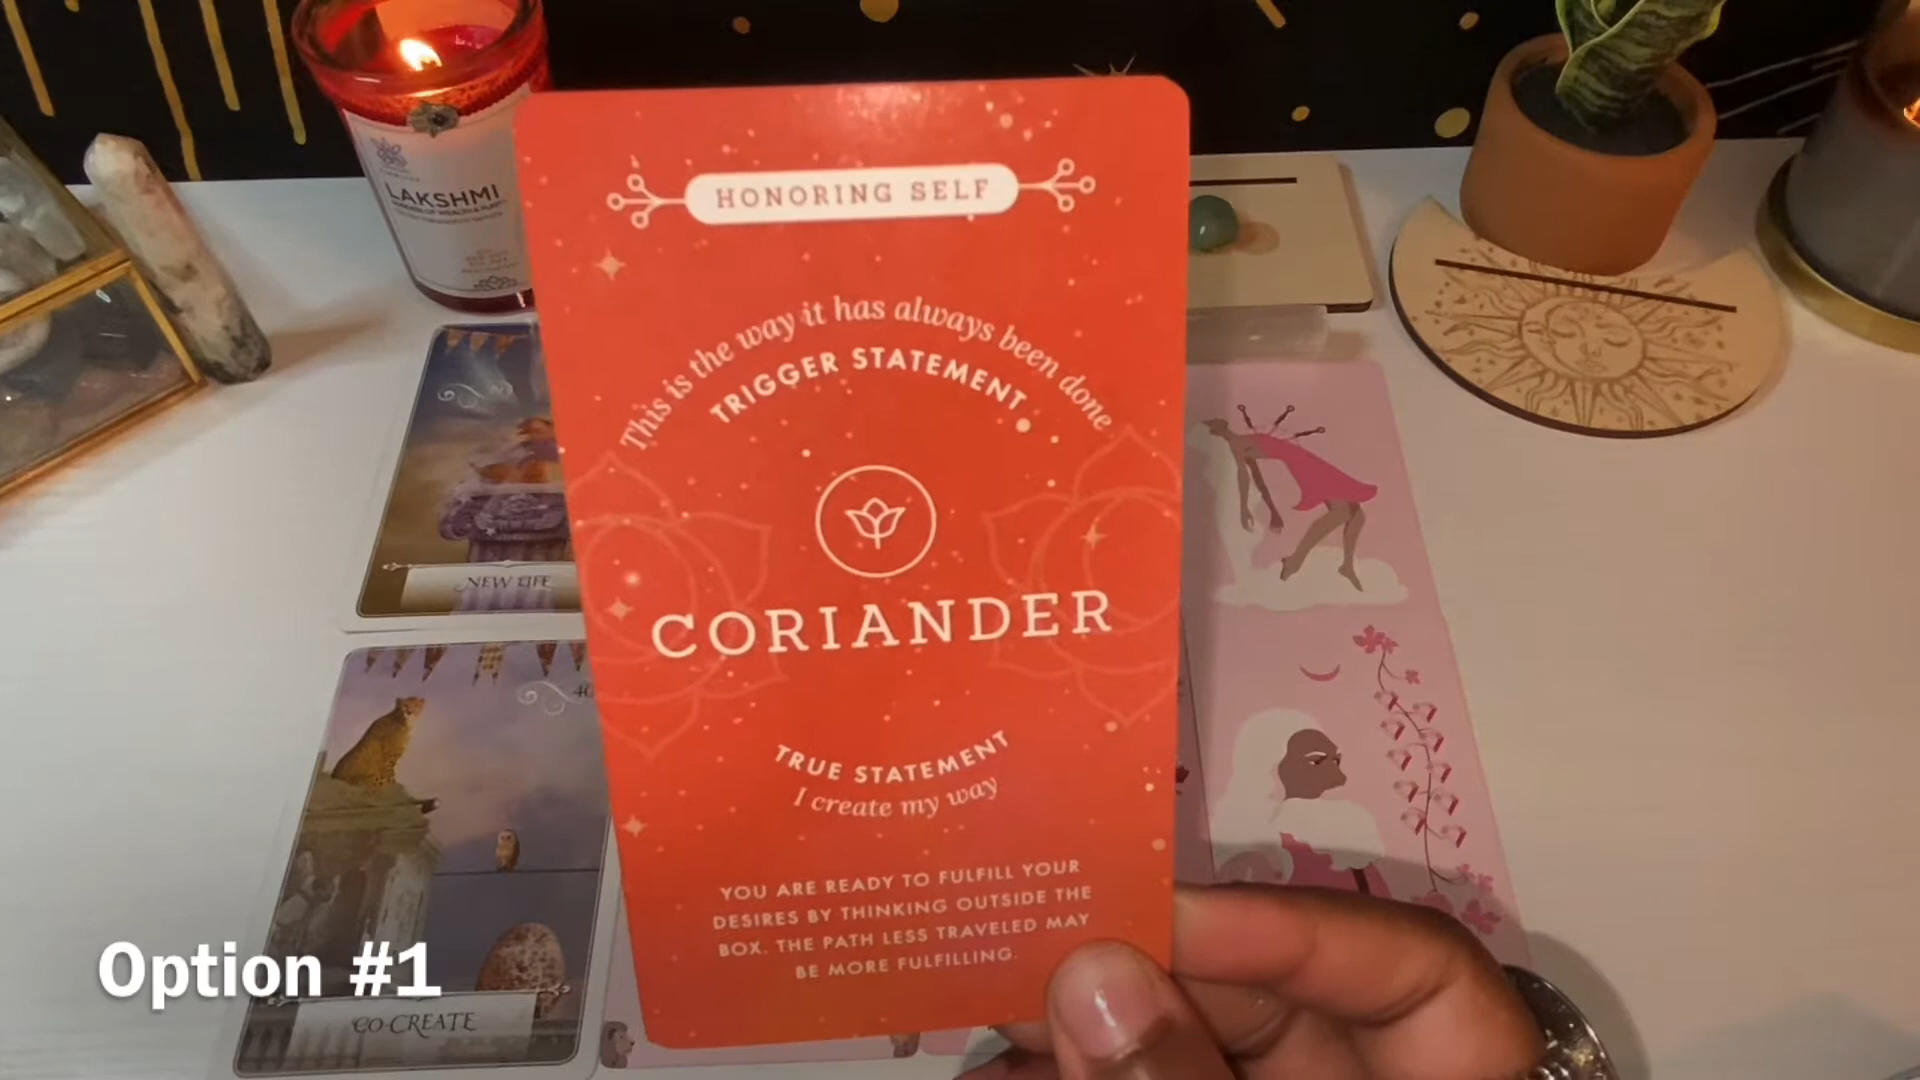 LAKSHMI
HONORING SELF
This is the way it has always been done
TRIGGER STATEMENT
CORIANDER
TRUE STATEMENT
I create my way
YOU ARE READY TO FULFILL YOUR
DESIRES BY THINKING OUTSIDE THE
BOX. THE PATH LESS TRAVELED MAY
BE MORE FULFILLING.
NEW LIFE
40
CO-CREATE
Option #1